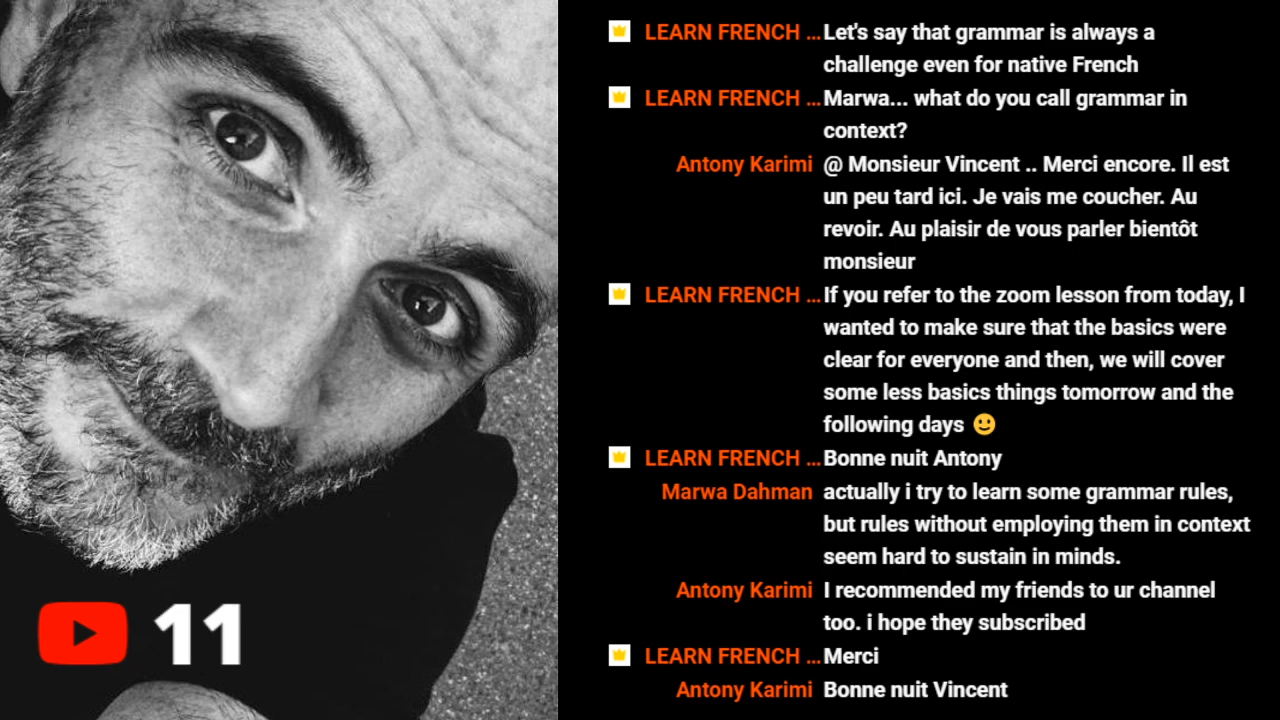 LEARN FRENCH ... Let's say that grammar is always a
challenge even for native French
LEARN FRENCH ... Marwa... what do you call grammar in
context?
Antony Karimi @ Monsieur Vincent .. Merci encore. Il est
un peu tard ici. Je vais me coucher. Au
revoir. Au plaisir de vous parler bientôt
monsieur
LEARN FRENCH ... If you refer to the zoom lesson from today, I
wanted to make sure that the basics were
clear for everyone and then, we will cover
some less basics things tomorrow and the
following days 🙂
LEARN FRENCH ... Bonne nuit Antony
Marwa Dahman actually i try to learn some grammar rules,
but rules without employing them in context
seem hard to sustain in minds.
Antony Karimi I recommended my friends to ur channel
too. i hope they subscribed
LEARN FRENCH ... Merci
Antony Karimi Bonne nuit Vincent
11